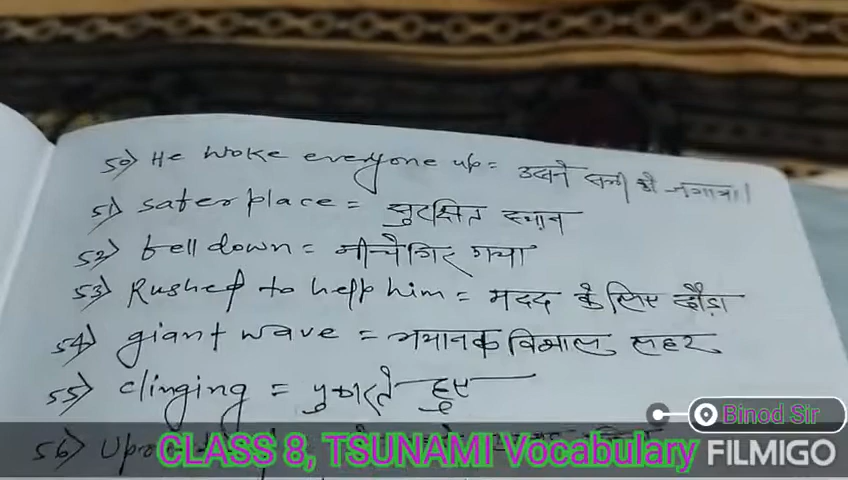 50) He woke everyone up = उसने सभी को जगाया।
51) safer place = सुरक्षित स्थान
52) fell down = नीचे गिर गया
53) Rushed to help him = मदद के लिए दौड़ा
54) giant wave = भयानक विशाल लहर
55) clinging = पुकारते हुए
56)
Binod Sir
CLASS 8, TSUNAMI Vocabulary
FILMIGO